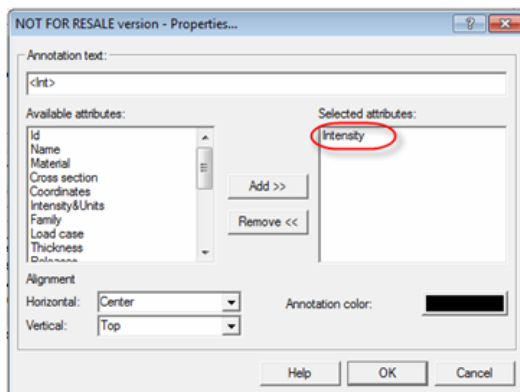 NOT FOR RESALE version - Properties...
Annotation text:
<Int>
Available attributes:
Id
Name
Material
Cross section
Coordinates
Intensity&Units
Family
Load case
Thickness
Releases
Selected attributes:
Intensity
Add >>
Remove <<
Alignment
Horizontal: Center
Vertical: Top
Annotation color:
Help OK Cancel